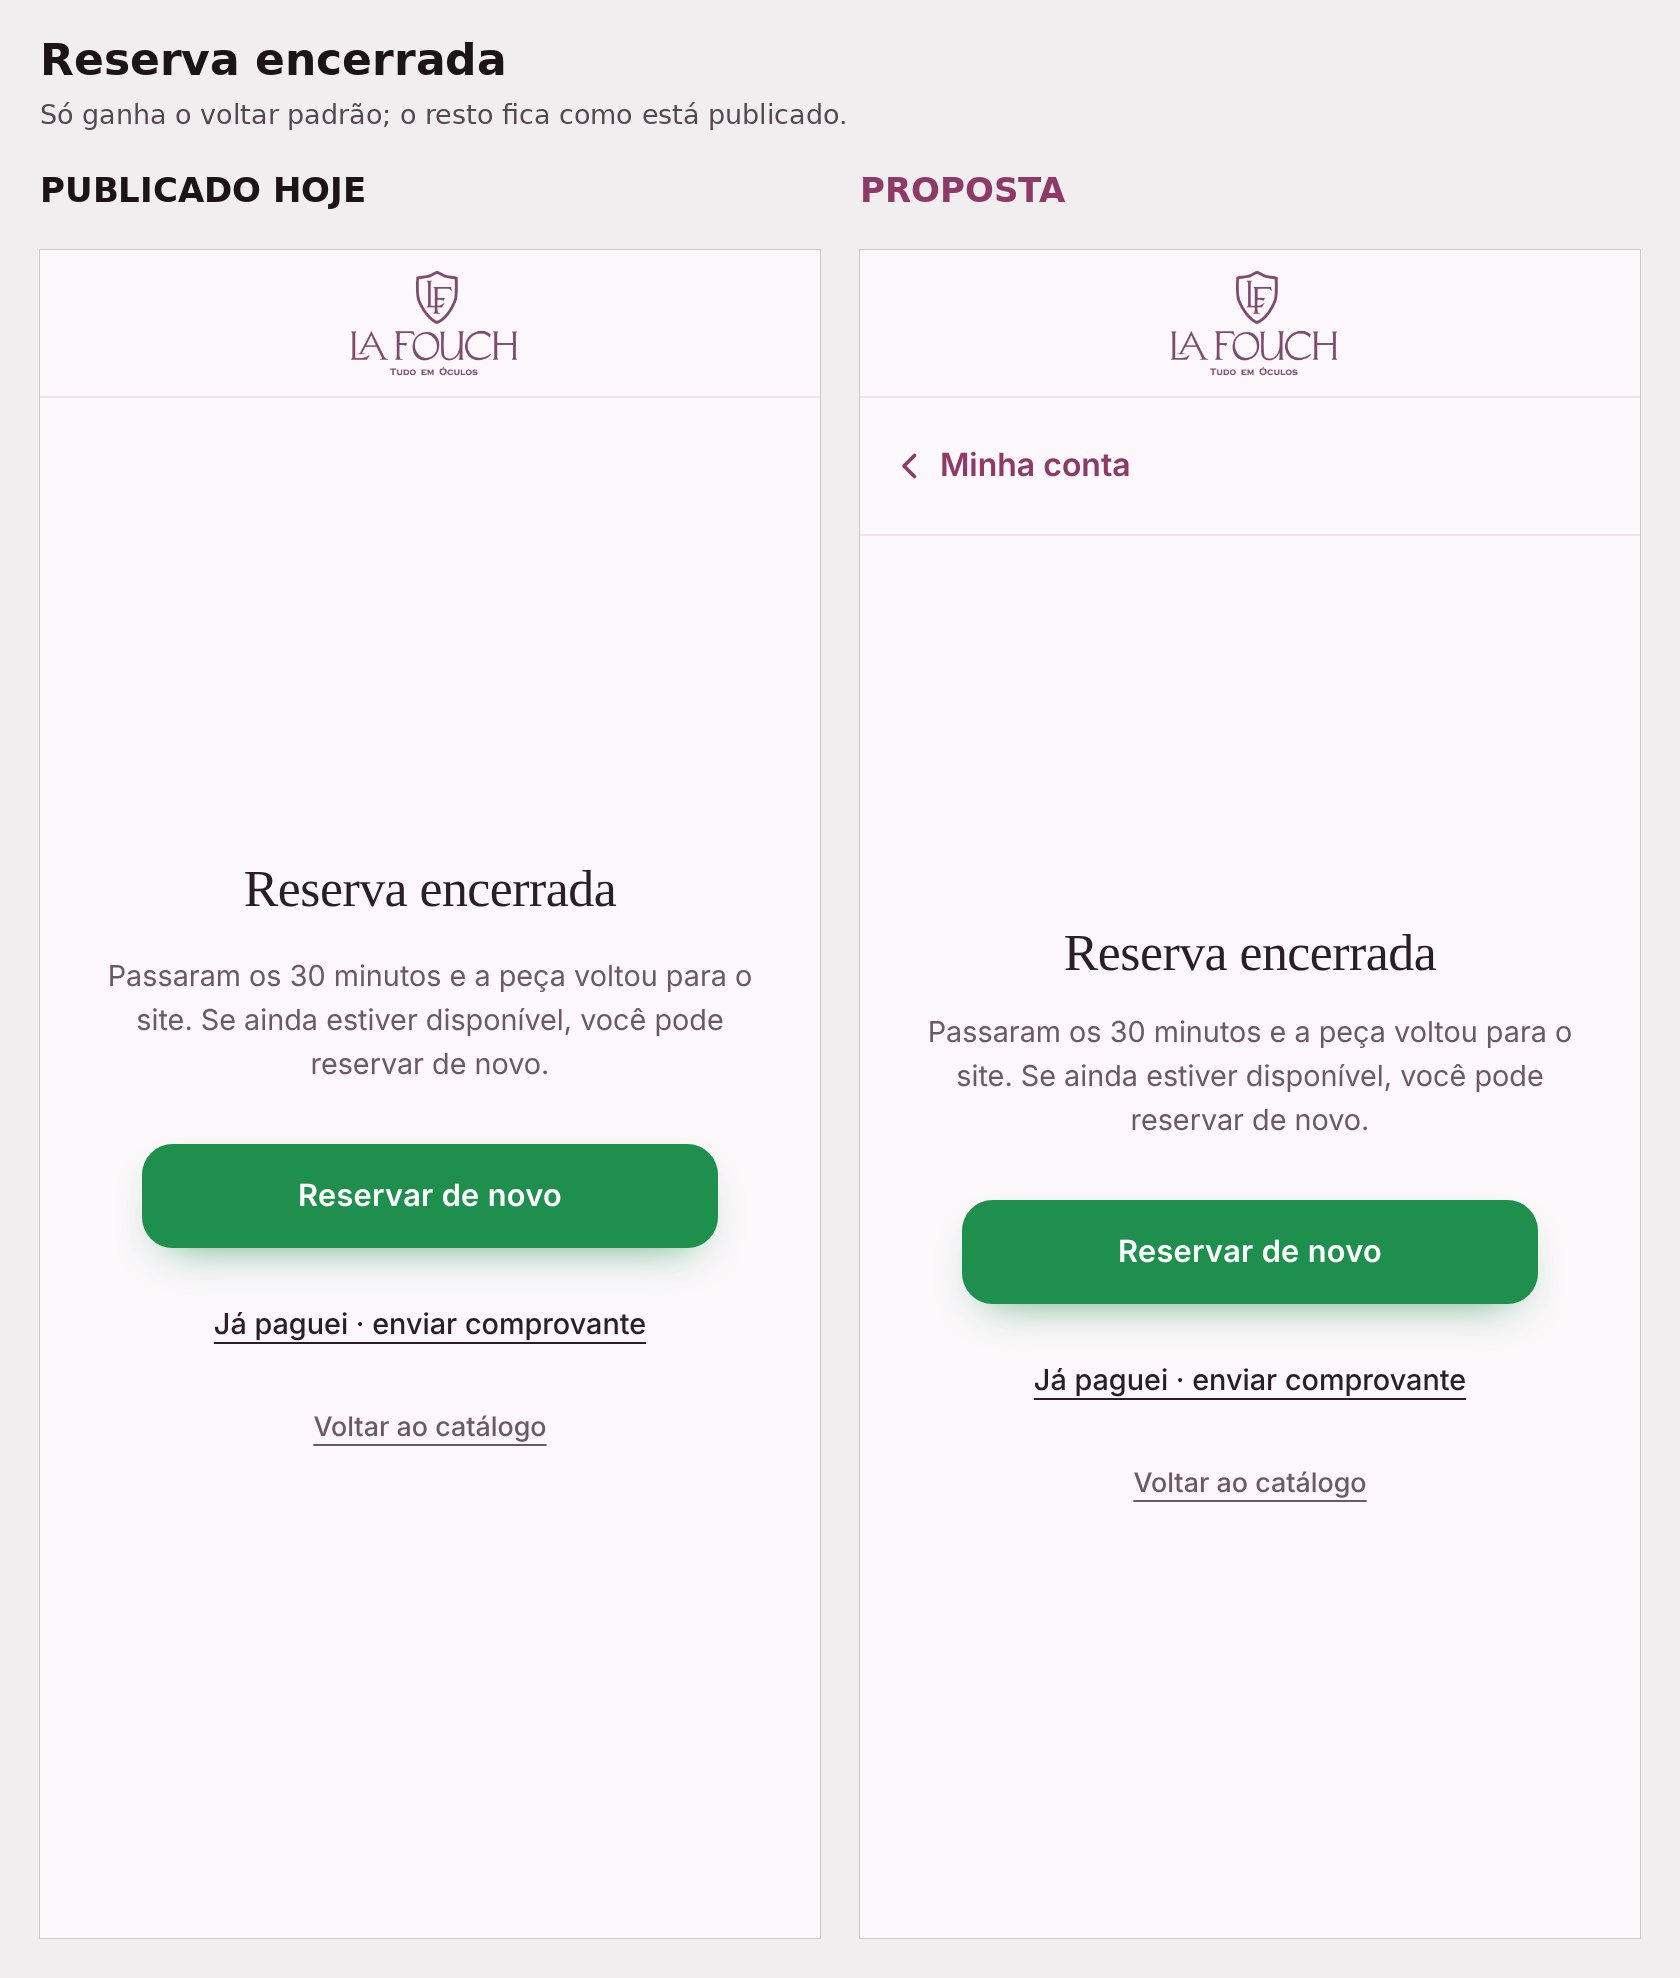 Reserva encerrada
Só ganha o voltar padrão; o resto fica como está publicado.
PUBLICADO HOJE
LF
LA FOUCH
Tudo em Óculos
Reserva encerrada
Passaram os 30 minutos e a peça voltou para o
site. Se ainda estiver disponível, você pode
reservar de novo.
Reservar de novo
Já paguei · enviar comprovante
Voltar ao catálogo
PROPOSTA
LF
LA FOUCH
Tudo em Óculos
Minha conta
Reserva encerrada
Passaram os 30 minutos e a peça voltou para o
site. Se ainda estiver disponível, você pode
reservar de novo.
Reservar de novo
Já paguei · enviar comprovante
Voltar ao catálogo